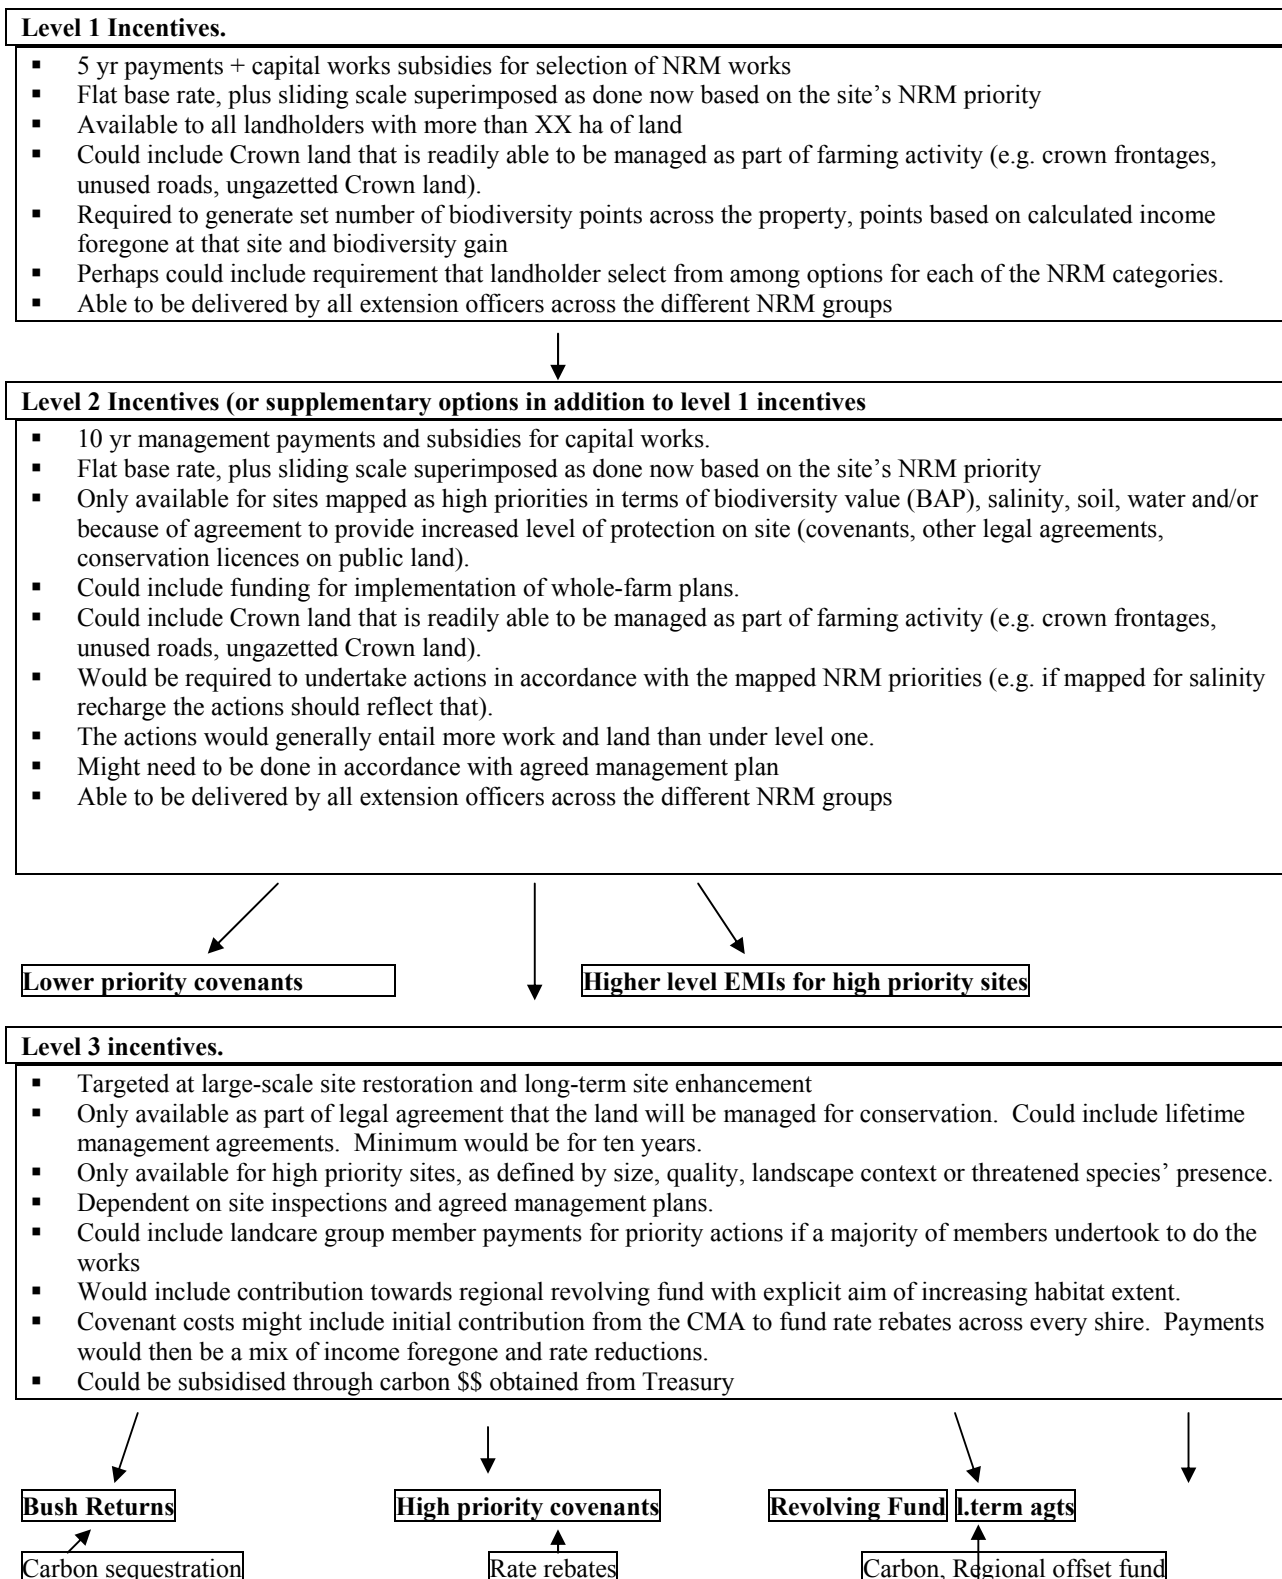 Level 1 Incentives.
▪ 5 yr payments + capital works subsidies for selection of NRM works
▪ Flat base rate, plus sliding scale superimposed as done now based on the site's NRM priority
▪ Available to all landholders with more than XX ha of land
▪ Could include Crown land that is readily able to be managed as part of farming activity (e.g. crown frontages,
unused roads, ungazetted Crown land).
▪ Required to generate set number of biodiversity points across the property, points based on calculated income
foregone at that site and biodiversity gain
▪ Perhaps could include requirement that landholder select from among options for each of the NRM categories.
▪ Able to be delivered by all extension officers across the different NRM groups
Level 2 Incentives (or supplementary options in addition to level 1 incentives
▪ 10 yr management payments and subsidies for capital works.
▪ Flat base rate, plus sliding scale superimposed as done now based on the site's NRM priority
▪ Only available for sites mapped as high priorities in terms of biodiversity value (BAP), salinity, soil, water and/or
because of agreement to provide increased level of protection on site (covenants, other legal agreements,
conservation licences on public land).
▪ Could include funding for implementation of whole-farm plans.
▪ Could include Crown land that is readily able to be managed as part of farming activity (e.g. crown frontages,
unused roads, ungazetted Crown land).
▪ Would be required to undertake actions in accordance with the mapped NRM priorities (e.g. if mapped for salinity
recharge the actions should reflect that).
▪ The actions would generally entail more work and land than under level one.
▪ Might need to be done in accordance with agreed management plan
▪ Able to be delivered by all extension officers across the different NRM groups
Lower priority covenants
Higher level EMIs for high priority sites
Level 3 incentives.
▪ Targeted at large-scale site restoration and long-term site enhancement
▪ Only available as part of legal agreement that the land will be managed for conservation. Could include lifetime
management agreements. Minimum would be for ten years.
▪ Only available for high priority sites, as defined by size, quality, landscape context or threatened species' presence.
▪ Dependent on site inspections and agreed management plans.
▪ Could include landcare group member payments for priority actions if a majority of members undertook to do the
works
▪ Would include contribution towards regional revolving fund with explicit aim of increasing habitat extent.
▪ Covenant costs might include initial contribution from the CMA to fund rate rebates across every shire. Payments
would then be a mix of income foregone and rate reductions.
▪ Could be subsidised through carbon $$ obtained from Treasury
Bush Returns
High priority covenants
Revolving Fund
l.term agts
Carbon sequestration
Rate rebates
Carbon, Regional offset fund